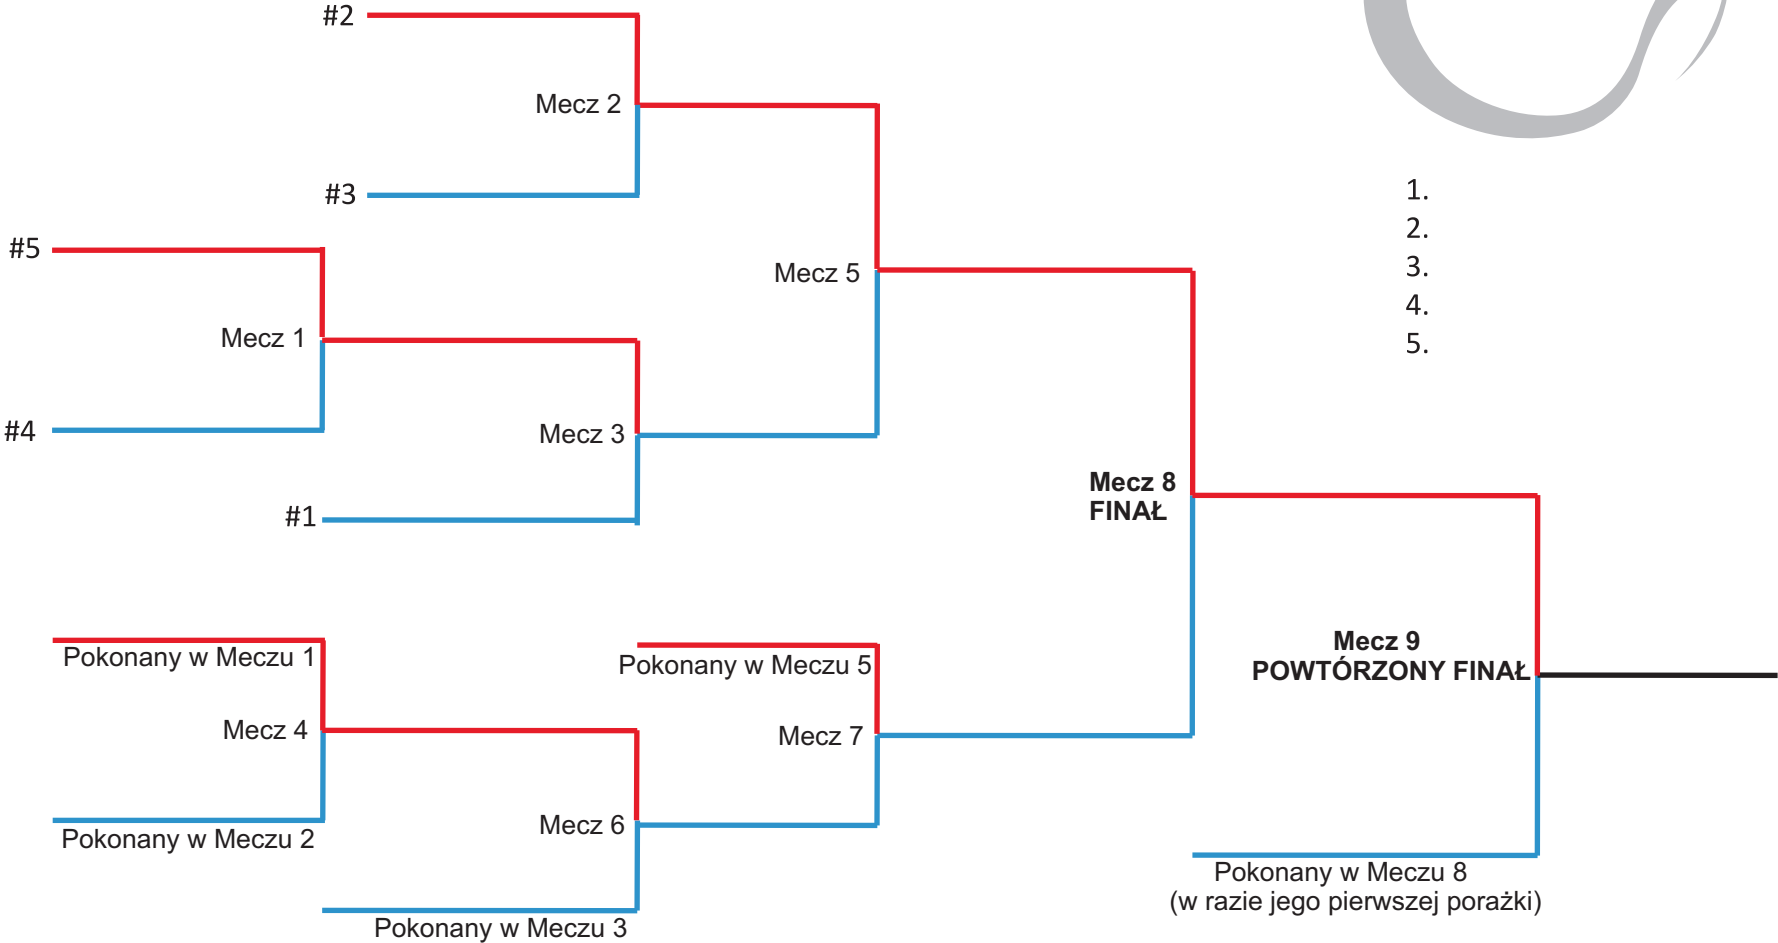 #2
Mecz 2
#3
#5
Mecz 1
#4
Mecz 3
#1
Mecz 5
1.
2.
3.
4.
5.
Mecz 8
FINAŁ
Pokonany w Meczu 1
Mecz 4
Pokonany w Meczu 2
Pokonany w Meczu 5
Mecz 7
Mecz 6
Pokonany w Meczu 3
Mecz 9
POWTÓRZONY FINAŁ
Pokonany w Meczu 8
(w razie jego pierwszej porażki)